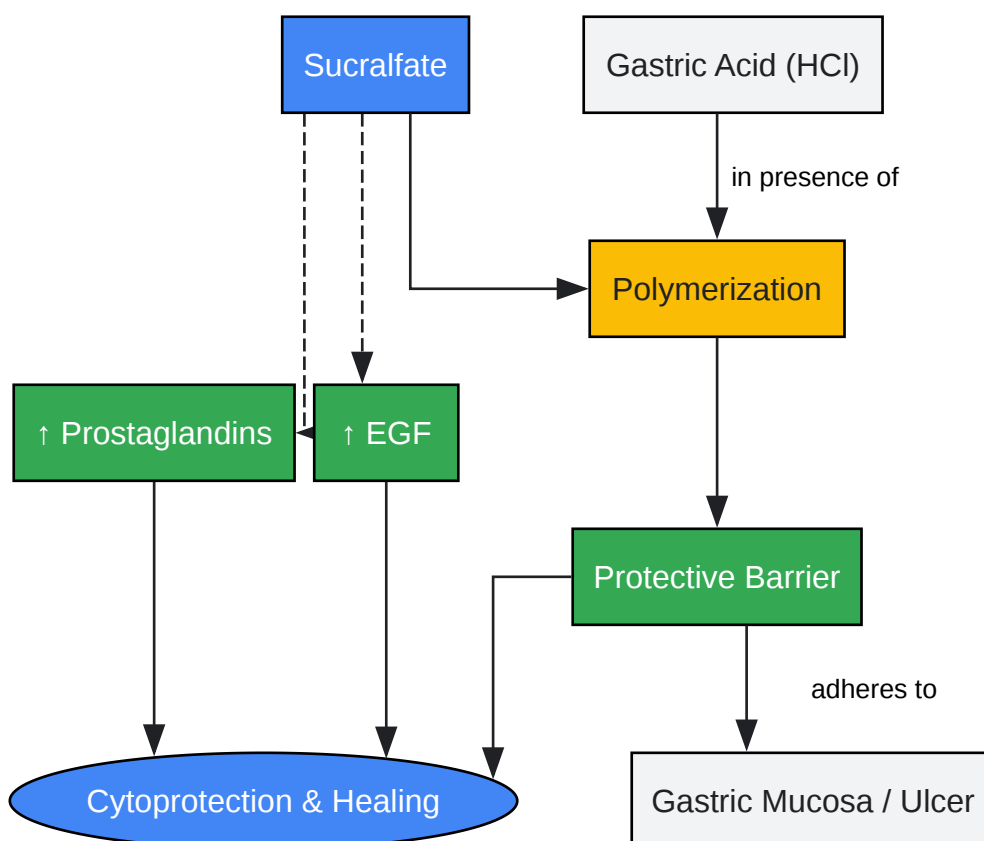 Sucralfate
Gastric Acid (HCl)
in presence of
Polymerization
↑ Prostaglandins
↑ EGF
Protective Barrier
adheres to
Cytoprotection & Healing
Gastric Mucosa / Ulcer